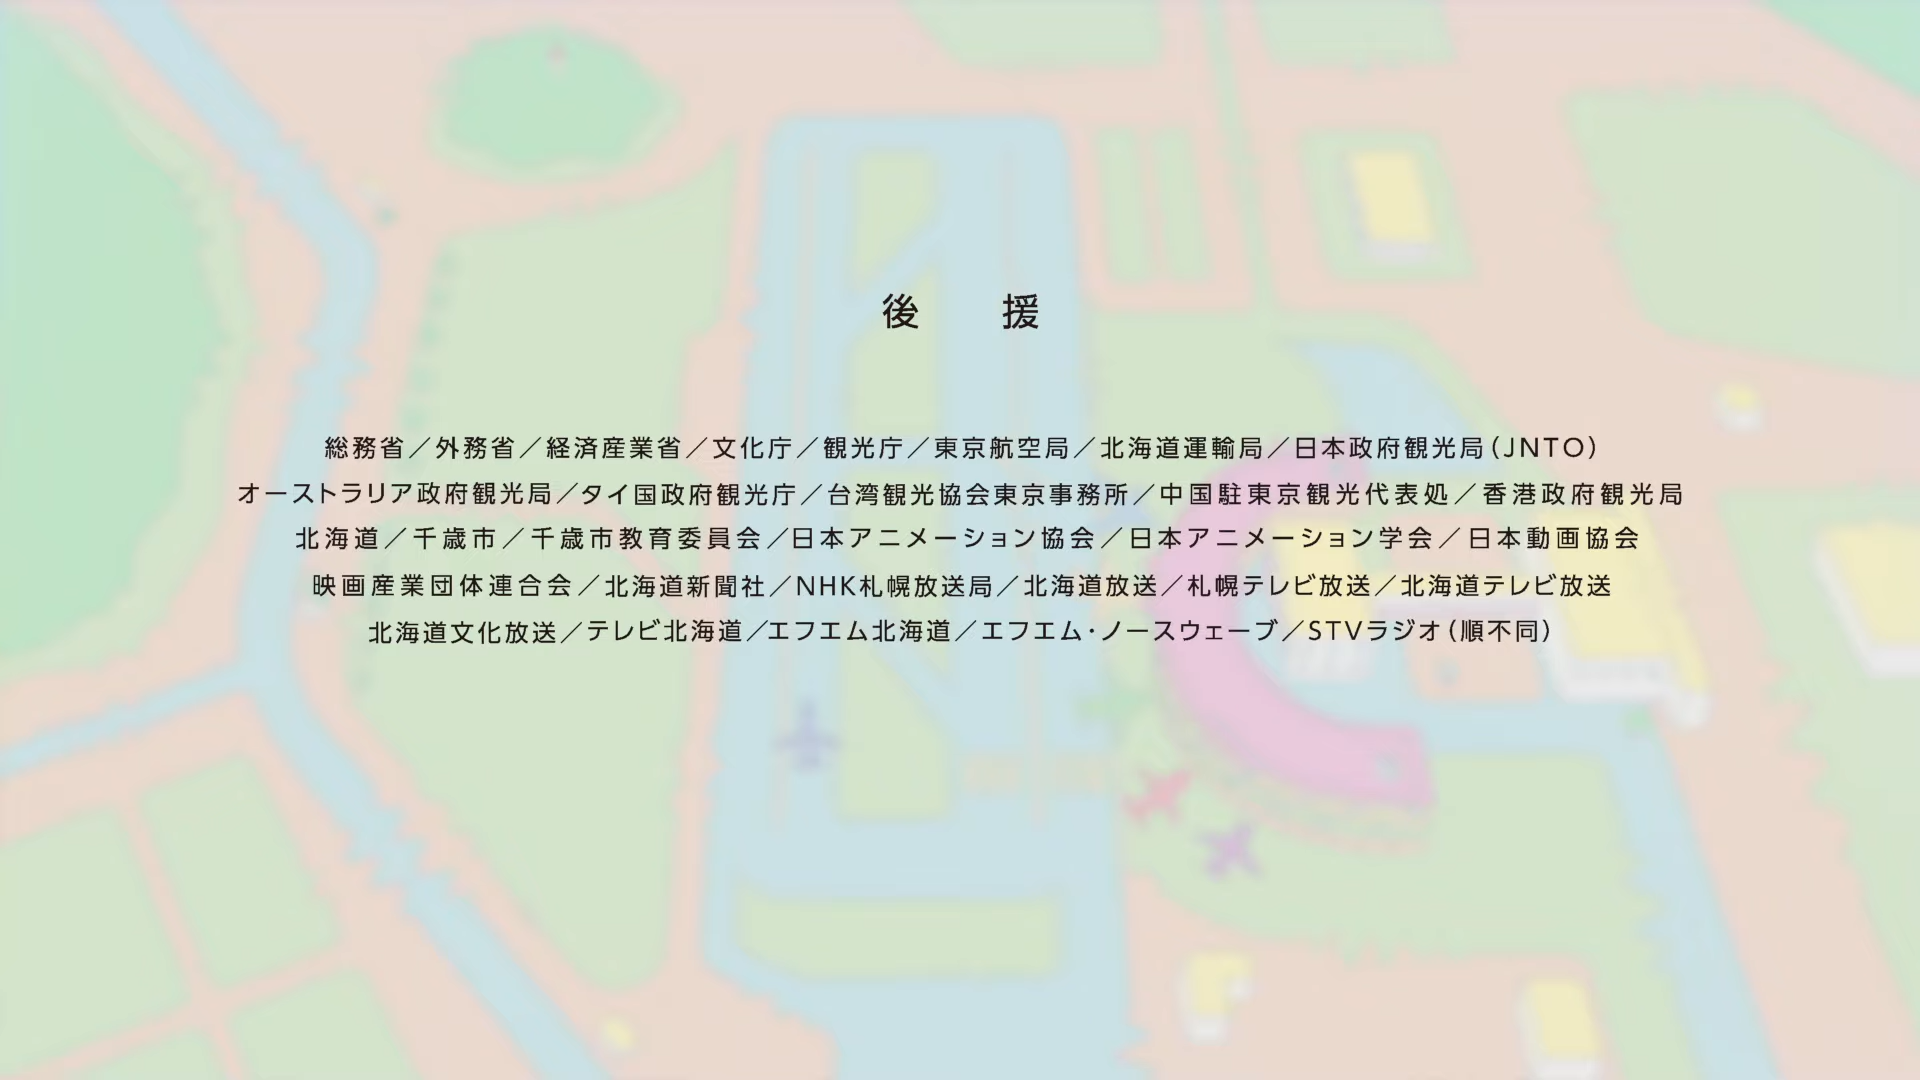 後　援
総務省／外務省／経済産業省／文化庁／観光庁／東京航空局／北海道運輸局／日本政府観光局（JNTO）
オーストラリア政府観光局／タイ国政府観光庁／台湾観光協会東京事務所／中国駐東京観光代表処／香港政府観光局
北海道／千歳市／千歳市教育委員会／日本アニメーション協会／日本アニメーション学会／日本動画協会
映画産業団体連合会／北海道新聞社／NHK札幌放送局／北海道放送／札幌テレビ放送／北海道テレビ放送
北海道文化放送／テレビ北海道／エフエム北海道／エフエム・ノースウェーブ／STVラジオ（順不同）